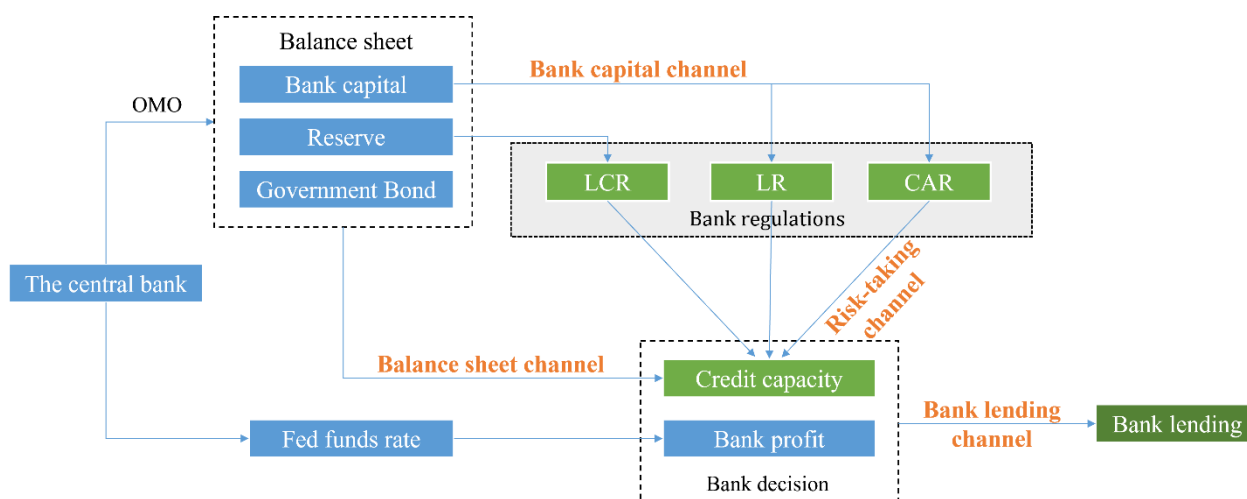 Balance sheet
Bank capital
Bank capital channel
OMO
Reserve
Government Bond
LCR
LR
CAR
Bank regulations
The central bank
Risk-taking
channel
Balance sheet channel
Credit capacity
Fed funds rate
Bank profit
Bank decision
Bank lending
channel
Bank lending